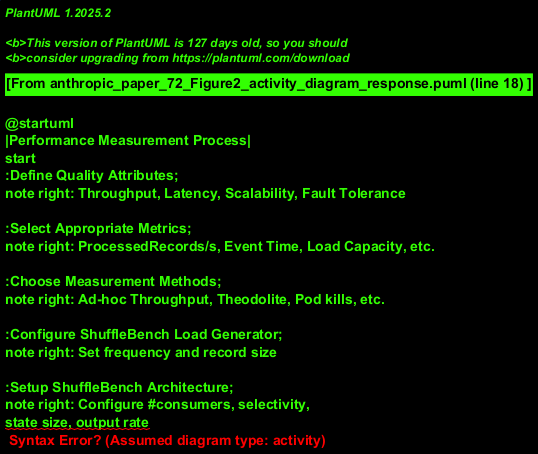 PlantUML 1.2025.2
<b>This version of PlantUML is 127 days old, so you should
<b>consider upgrading from https://plantuml.com/download
[From anthropic_paper_72_Figure2_activity_diagram_response.puml (line 18) ]
@startuml
|Performance Measurement Process|
start
:Define Quality Attributes;
note right: Throughput, Latency, Scalability, Fault Tolerance
:Select Appropriate Metrics;
note right: ProcessedRecords/s, Event Time, Load Capacity, etc.
:Choose Measurement Methods;
note right: Ad-hoc Throughput, Theodolite, Pod kills, etc.
:Configure ShuffleBench Load Generator;
note right: Set frequency and record size
:Setup ShuffleBench Architecture;
note right: Configure #consumers, selectivity,
state size, output rate
Syntax Error? (Assumed diagram type: activity)